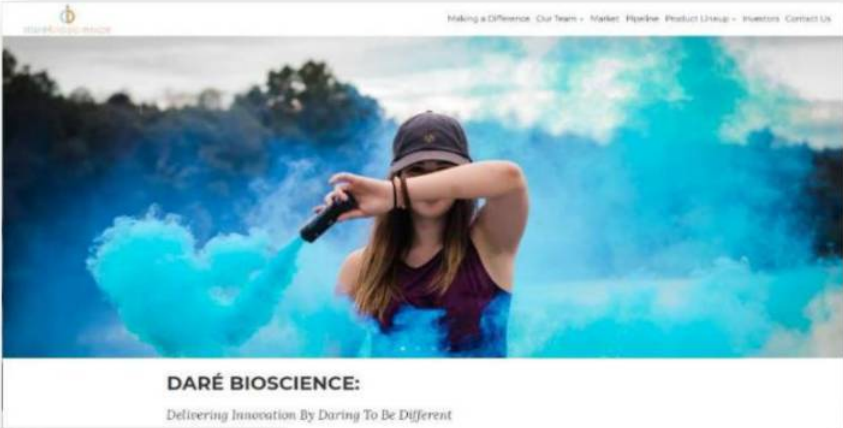 Making a Difference Our Team Market Pipeline Product Lineup Investors Contact Us
DARÉ BIOSCIENCE:
Delivering Innovation By Daring To Be Different